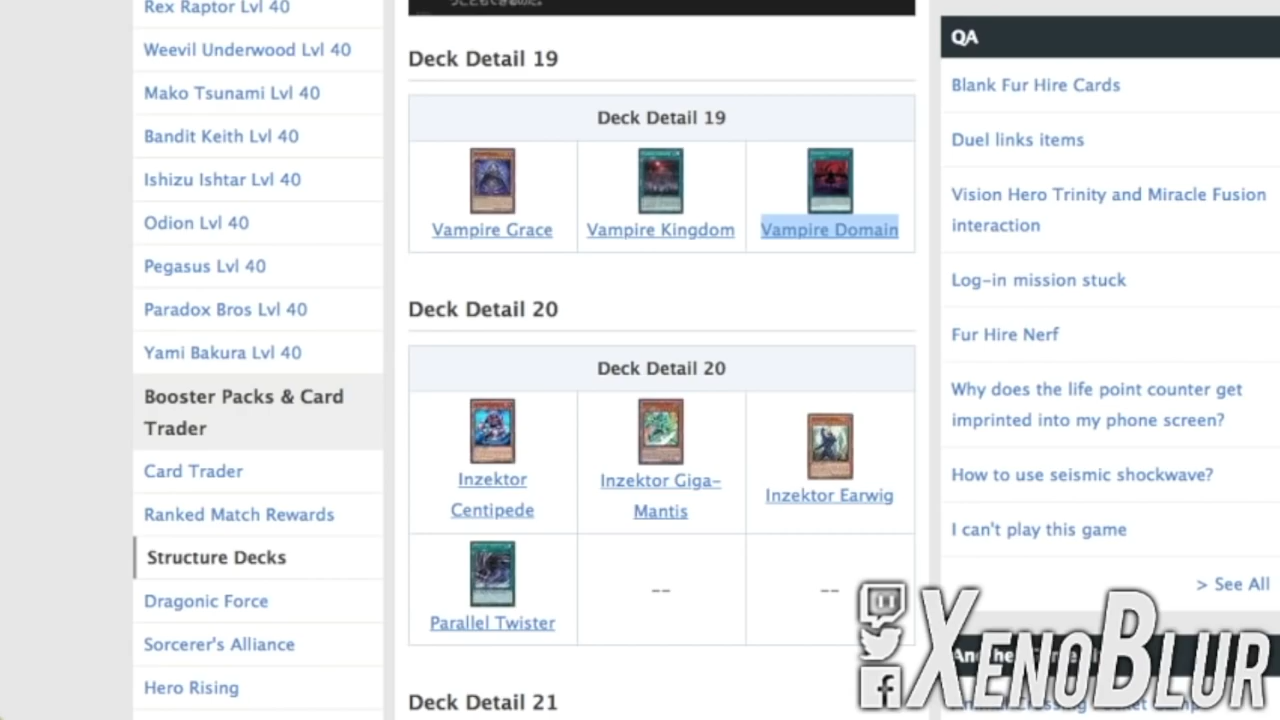 Rex Raptor Lvl 40
Weevil Underwood Lvl 40
Mako Tsunami Lvl 40
Bandit Keith Lvl 40
Ishizu Ishtar Lvl 40
Odion Lvl 40
Pegasus Lvl 40
Paradox Bros Lvl 40
Yami Bakura Lvl 40
Booster Packs & Card
Trader
Card Trader
Ranked Match Rewards
Structure Decks
Dragonic Force
Sorcerer's Alliance
Hero Rising
Deck Detail 19
Deck Detail 19
Vampire Grace
Vampire Kingdom
Vampire Domain
Deck Detail 20
Deck Detail 20
Inzektor
Centipede
Inzektor Giga-
Mantis
Inzektor Earwig
Parallel Twister
--
--
Deck Detail 21
QA
Blank Fur Hire Cards
Duel links items
Vision Hero Trinity and Miracle Fusion
interaction
Log-in mission stuck
Fur Hire Nerf
Why does the life point counter get
imprinted into my phone screen?
How to use seismic shockwave?
I can't play this game
> See All
XENOBLUR